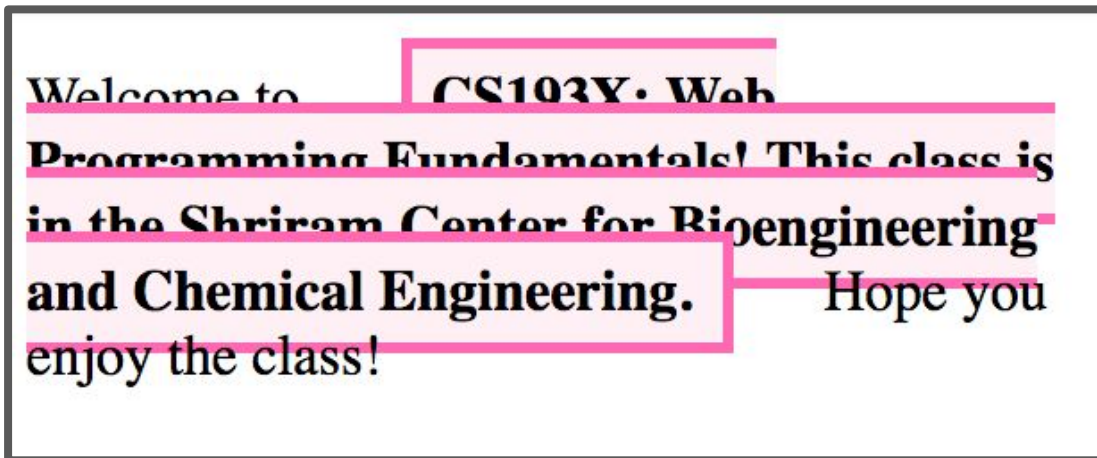 Welcome to CS193X: Web
Programming Fundamentals! This class is
in the Shriram Center for Bioengineering
and Chemical Engineering. Hope you
enjoy the class!